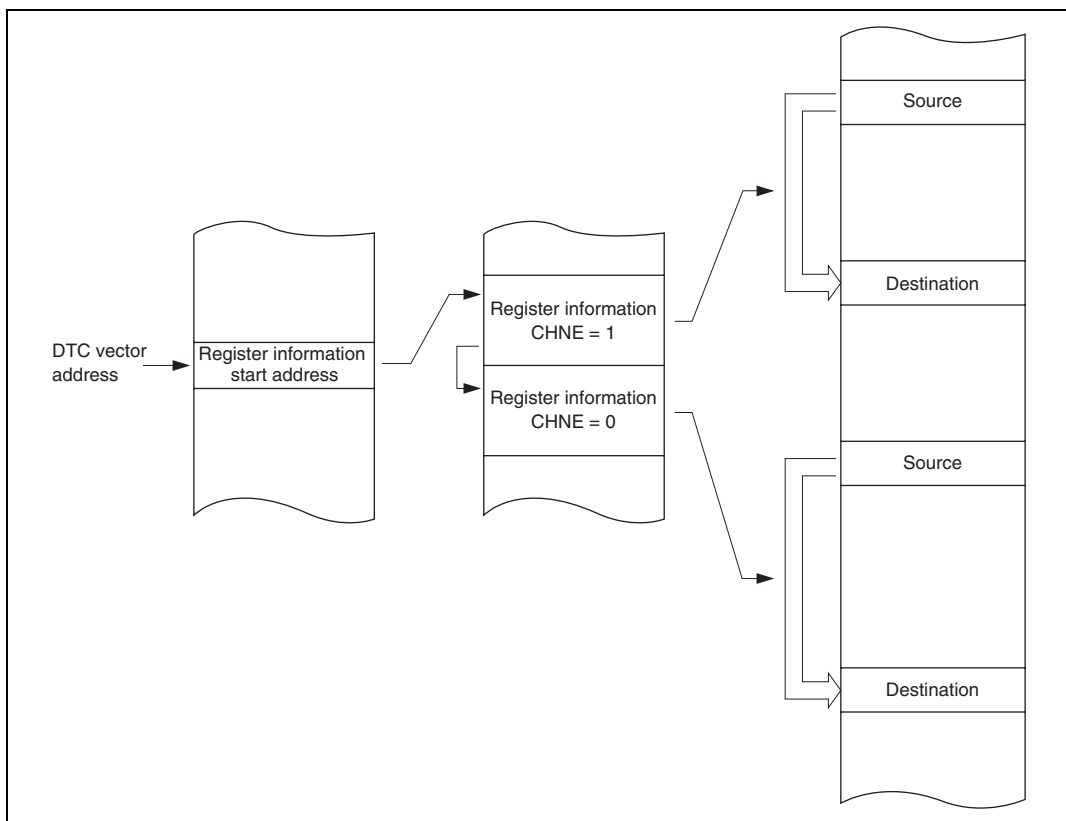 DTC vector
address
Register information
start address
Register information
CHNE = 1
Register information
CHNE = 0
Source
Destination
Source
Destination